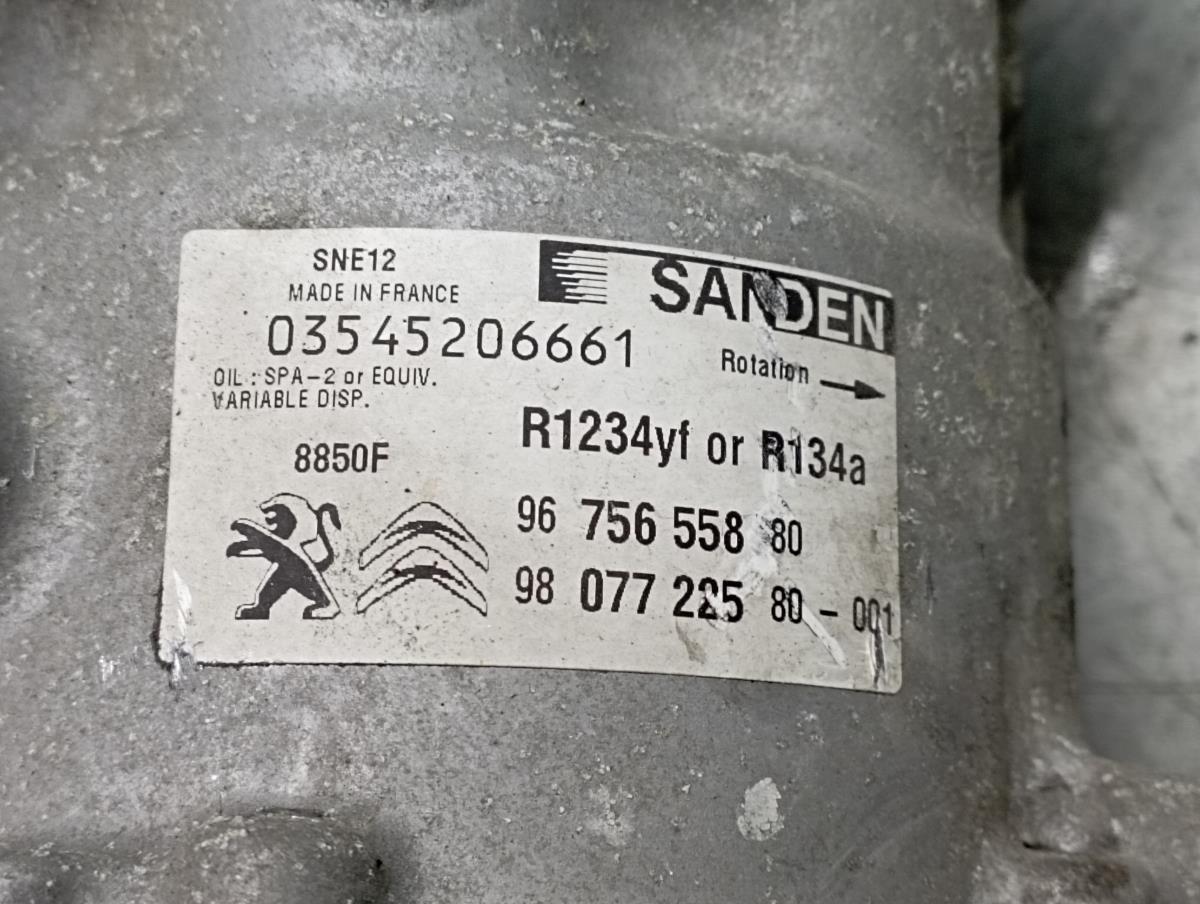 SNE12
MADE IN FRANCE
SANDEN
03545206661
Rotation
OIL : SPA-2 or EQUIV.
VARIABLE DISP.
R1234yf or R134a
8850F
96 756 558 80
98 077 225 80 - 001